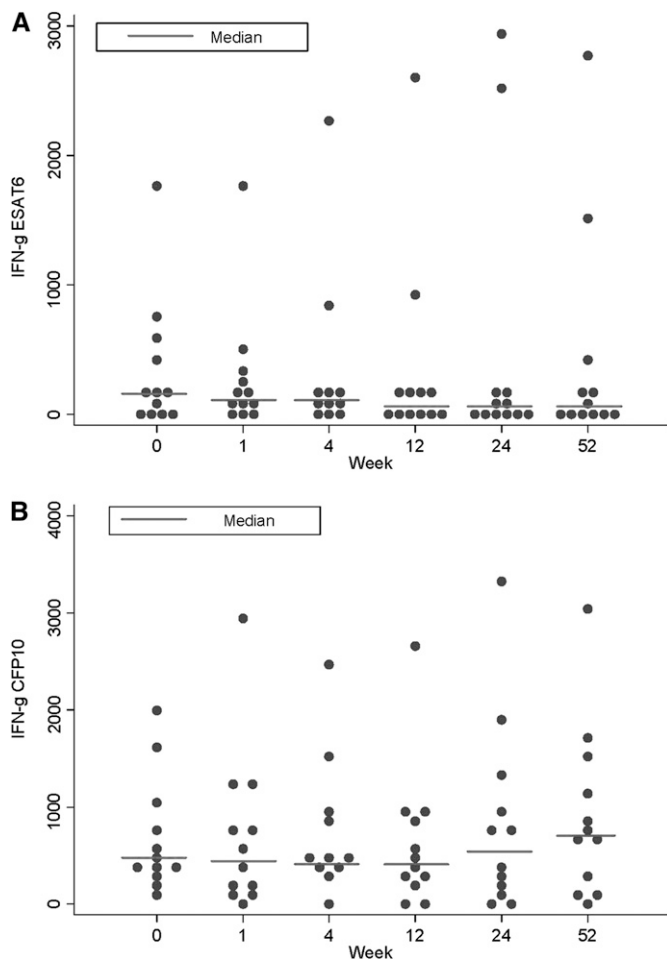 A
Median
3000
2000
1000
0
IFN-g ESAT6
0 1 4 12 24 52
Week
B
Median
4000
3000
2000
1000
0
IFN-g CFP10
0 1 4 12 24 52
Week